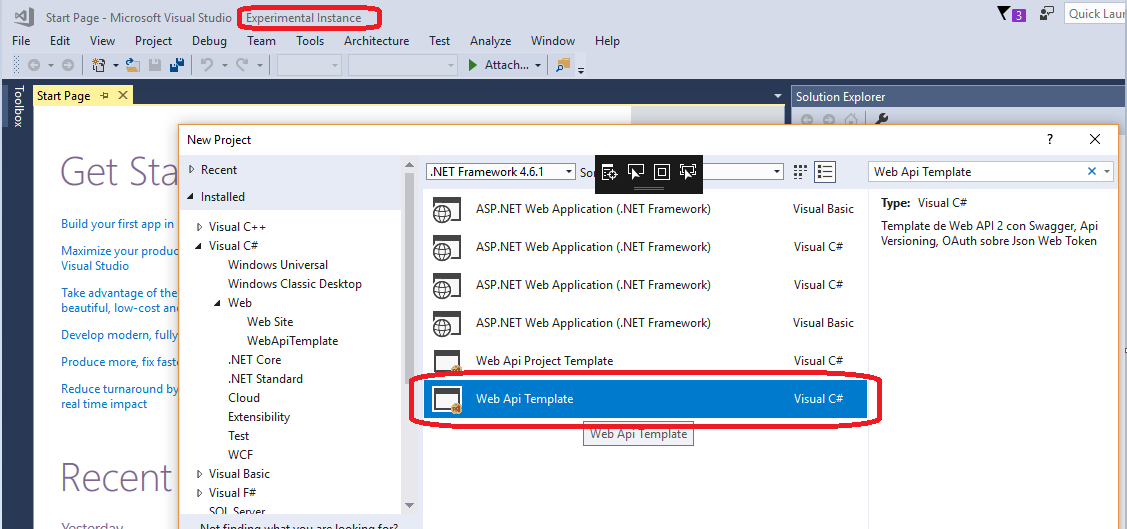 Start Page - Microsoft Visual Studio Experimental Instance
3
Quick Laun
File Edit View Project Debug Team Tools Architecture Test Analyze Window Help
Attach...
Toolbox
Start Page
Solution Explorer
New Project
?
Get Sta
Build your first app in
Maximize your produc
Visual Studio
Take advantage of the
beautiful, low-cost and
Develop modern, fully
Produce more, fix faste
Reduce turnaround by
real time impact
Recent
Yesterday
Recent
Installed
Visual C++
Visual C#
Windows Universal
Windows Classic Desktop
Web
Web Site
WebApiTemplate
.NET Core
.NET Standard
Cloud
Extensibility
Test
WCF
Visual Basic
Visual F#
SQL Server
Not finding what you are looking for?
.NET Framework 4.6.1
So
Web Api Template
ASP.NET Web Application (.NET Framework) Visual Basic
ASP.NET Web Application (.NET Framework) Visual C#
ASP.NET Web Application (.NET Framework) Visual C#
ASP.NET Web Application (.NET Framework) Visual Basic
Web Api Project Template Visual C#
Web Api Template Visual C#
Web Api Template
Type: Visual C#
Template de Web API 2 con Swagger, Api
Versioning, OAuth sobre Json Web Token